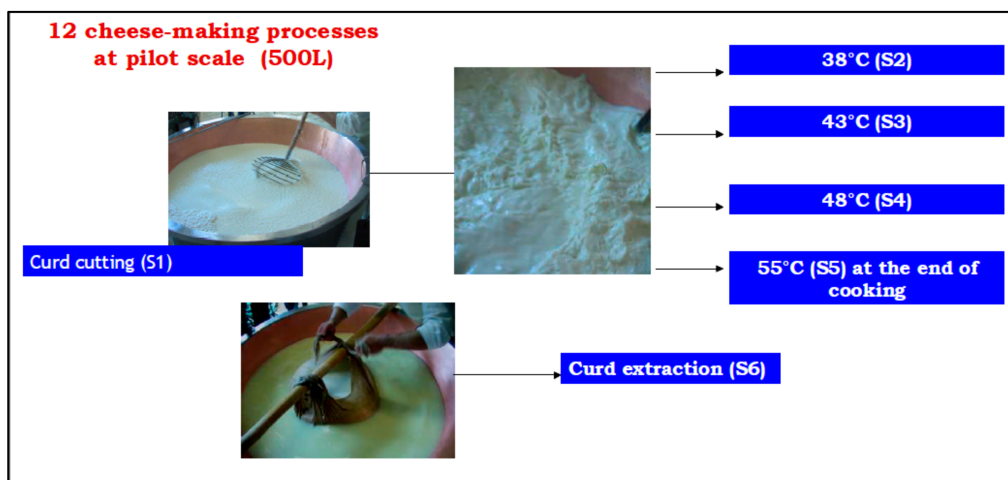 12 cheese-making processes
at pilot scale (500L)
38°C (S2)
43°C (S3)
48°C (S4)
Curd cutting (S1)
55°C (S5) at the end of
cooking
Curd extraction (S6)